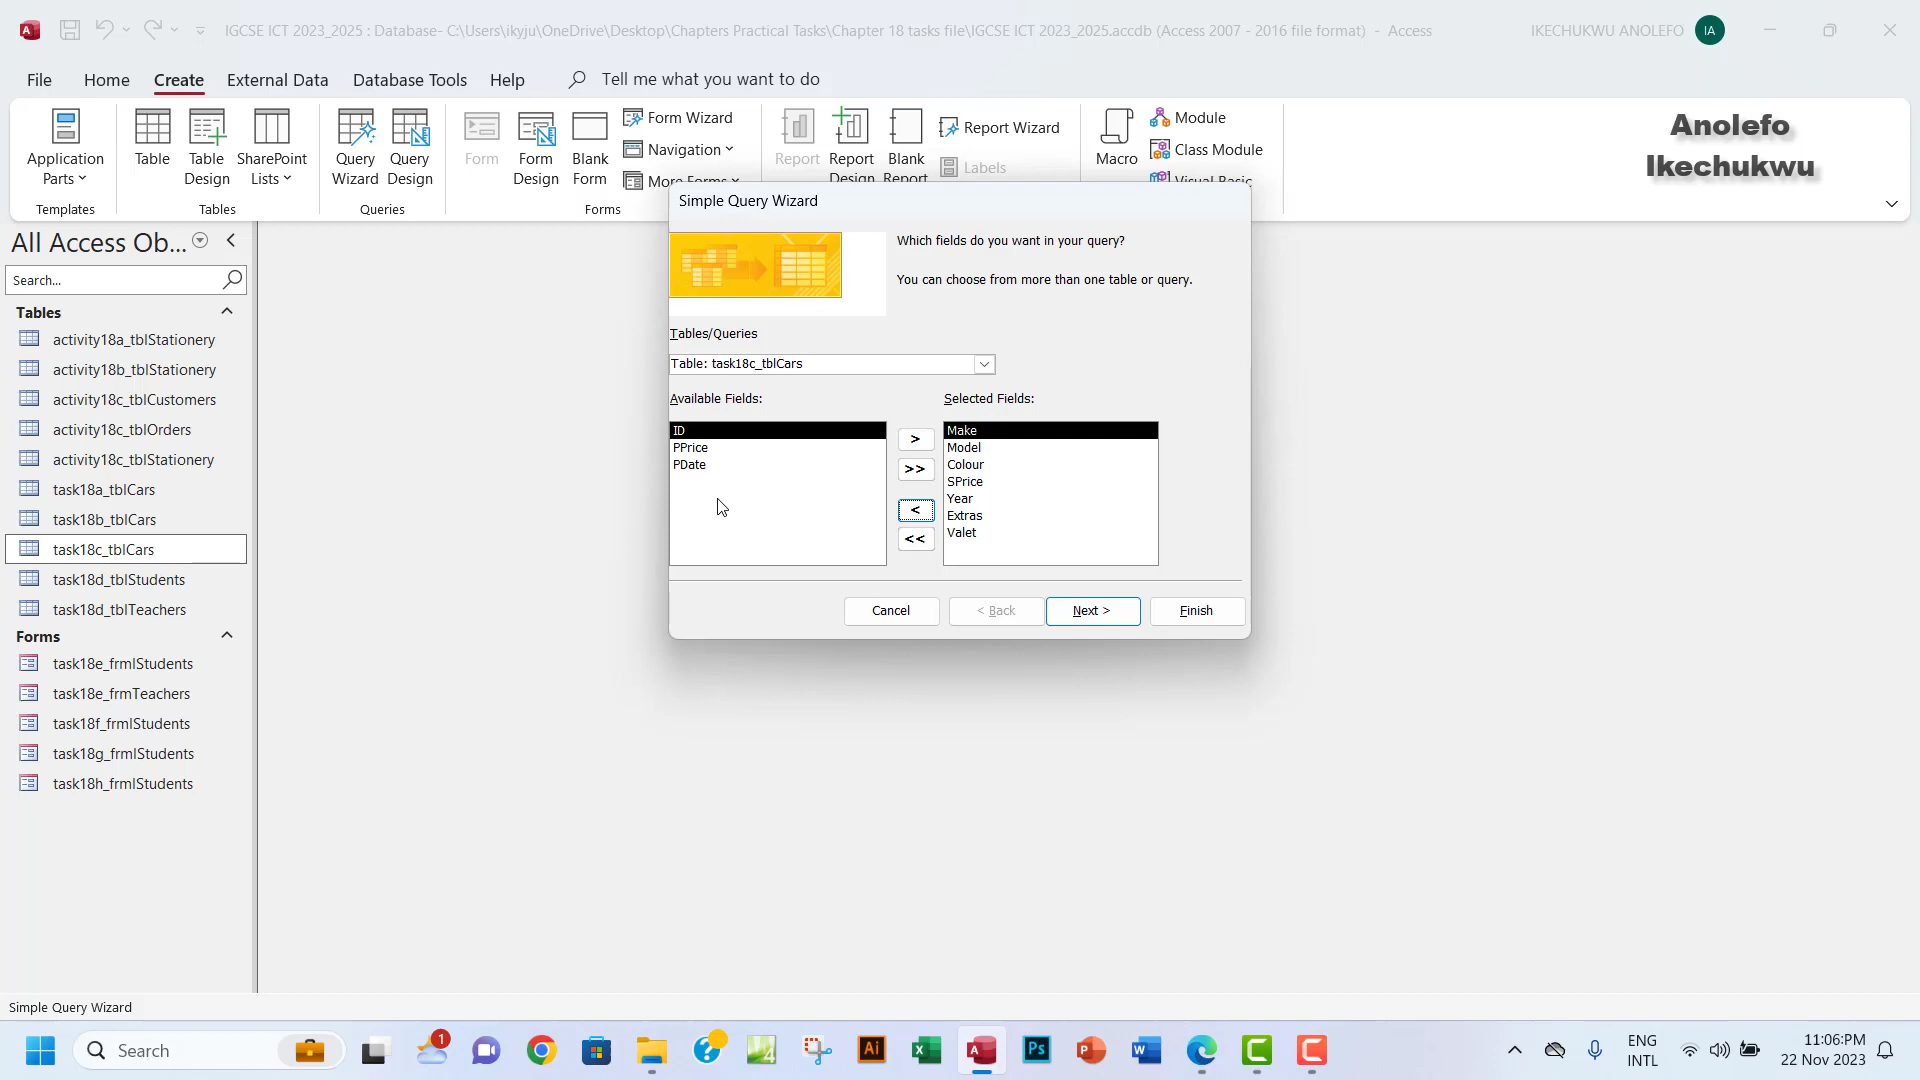 IGCSE ICT 2023_2025 : Database- C:\Users\ikyju\OneDrive\Desktop\Chapters Practical Tasks\Chapter 18 tasks file\IGCSE ICT 2023_2025.accdb (Access 2007 - 2016 file format) - Access
IKECHUKWU ANOLEFO
IA
File
Home
Create
External Data
Database Tools
Help
Tell me what you want to do
Application Parts
Table
Table Design
SharePoint Lists
Query Wizard
Query Design
Form
Form Design
Blank Form
Form Wizard
Navigation
More Forms
Report
Report Design
Blank Report
Report Wizard
Labels
Macro
Module
Class Module
Visual Basic
Templates
Tables
Queries
Forms
Anolefo
Ikechukwu
All Access Ob...
Search...
Tables
activity18a_tblStationery
activity18b_tblStationery
activity18c_tblCustomers
activity18c_tblOrders
activity18c_tblStationery
task18a_tblCars
task18b_tblCars
task18c_tblCars
task18d_tblStudents
task18d_tblTeachers
Forms
task18e_frmlStudents
task18e_frmTeachers
task18f_frmlStudents
task18g_frmlStudents
task18h_frmlStudents
Simple Query Wizard
Which fields do you want in your query?
You can choose from more than one table or query.
Tables/Queries
Table: task18c_tblCars
Available Fields:
ID
PPrice
PDate
>
>>
<
<<
Selected Fields:
Make
Model
Colour
SPrice
Year
Extras
Valet
Cancel
< Back
Next >
Finish
Simple Query Wizard
Search
1
Ai
Ps
ENG
INTL
11:06PM
22 Nov 2023